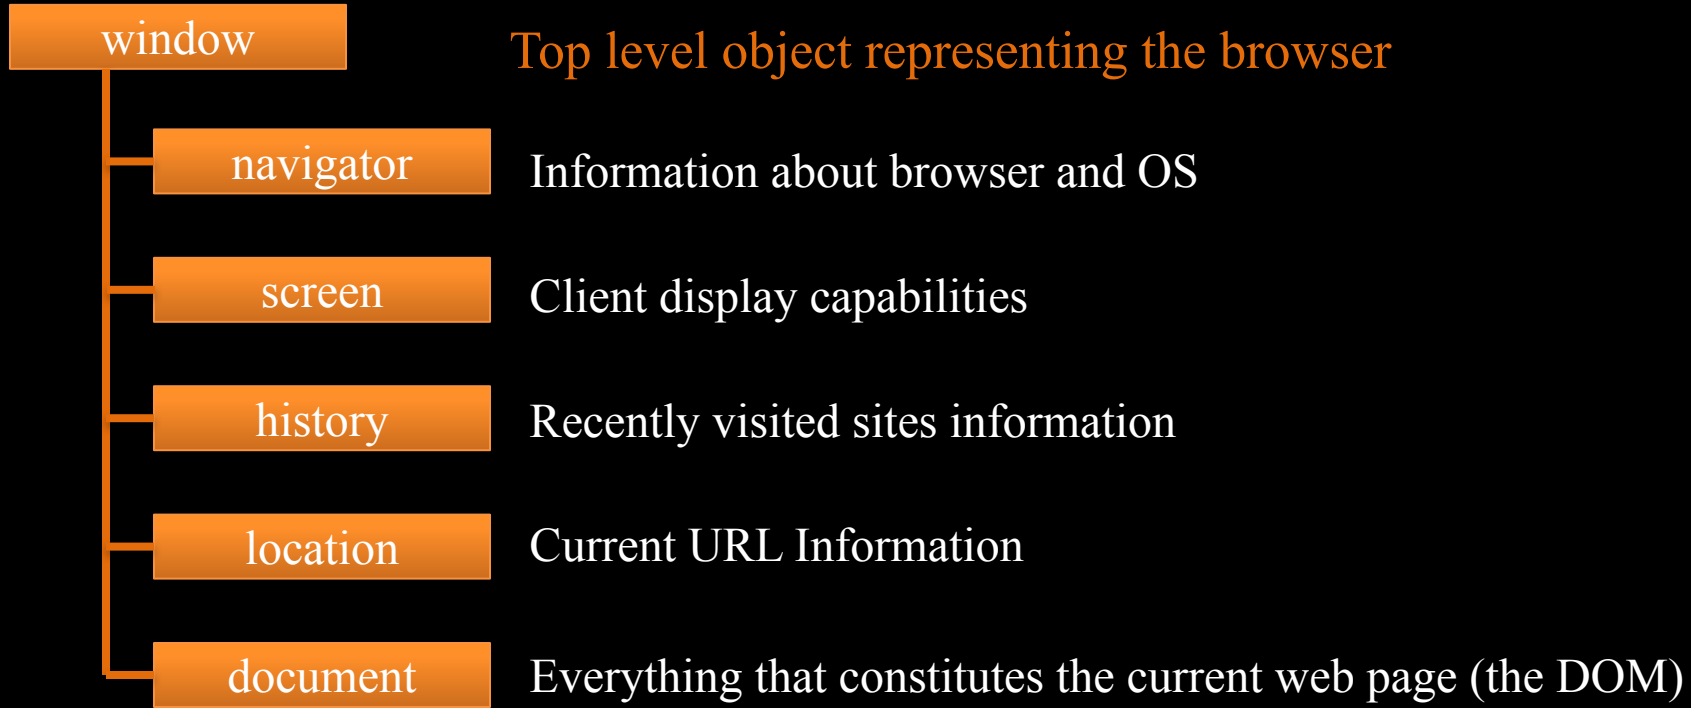 window
Top level object representing the browser
navigator
Information about browser and OS
screen
Client display capabilities
history
Recently visited sites information
location
Current URL Information
document
Everything that constitutes the current web page (the DOM)